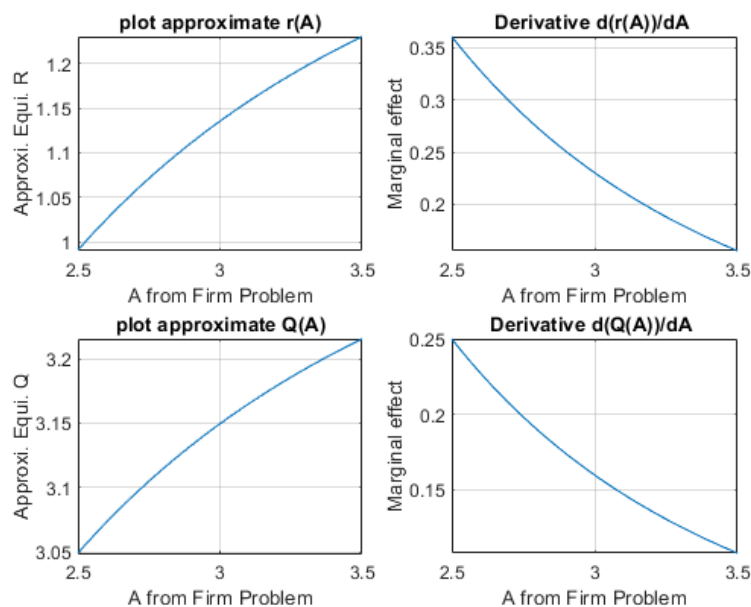 plot approximate r(A)
Approxi. Equi. R
1.2
1.15
1.1
1.05
1
2.5 3 3.5
A from Firm Problem
Derivative d(r(A))/dA
Marginal effect
0.35
0.3
0.25
0.2
2.5 3 3.5
A from Firm Problem
plot approximate Q(A)
Approxi. Equi. Q
3.2
3.15
3.1
3.05
2.5 3 3.5
A from Firm Problem
Derivative d(Q(A))/dA
Marginal effect
0.25
0.2
0.15
2.5 3 3.5
A from Firm Problem